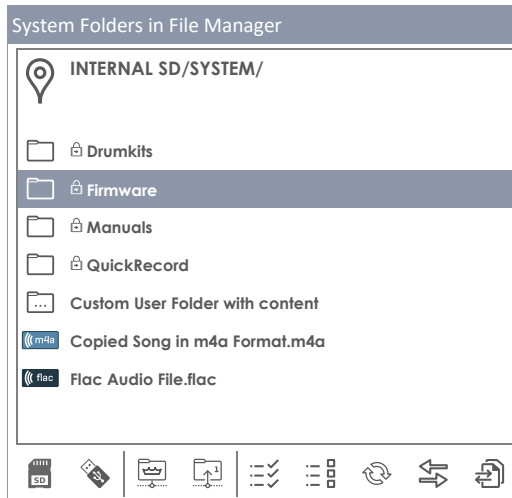 System Folders in File Manager
INTERNAL SD/SYSTEM/
Drumkits
Firmware
Manuals
QuickRecord
Custom User Folder with content
m4a Copied Song in m4a Format.m4a
flac Flac Audio File.flac
SD 1